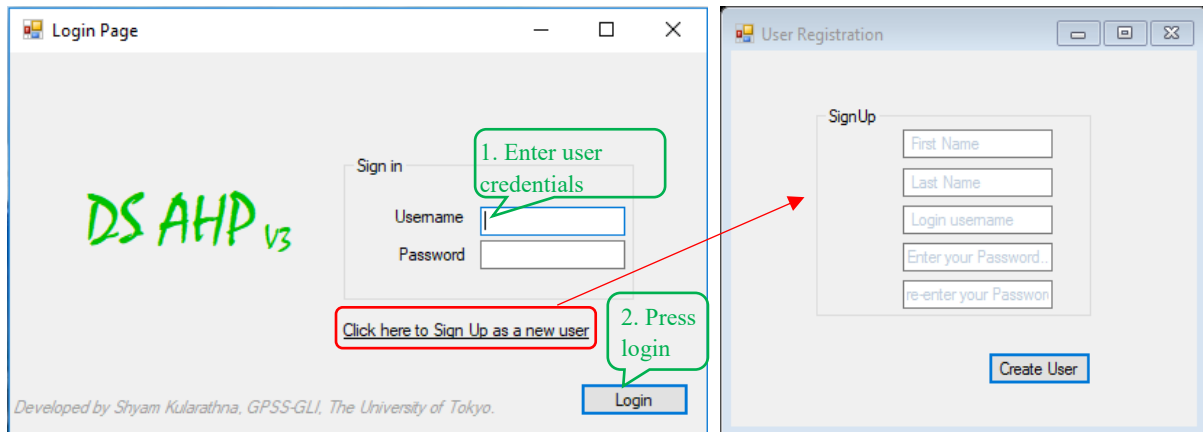 Login Page
1. Enter user
credentials
Sign in
Username
Password
DS AHP V3
Click here to Sign Up as a new user
2. Press
login
Login
Developed by Shyam Kularathna, GPSS-GLI, The University of Tokyo.
User Registration
SignUp
First Name
Last Name
Login username
Enter your Password..
re-enter your Passwor
Create User